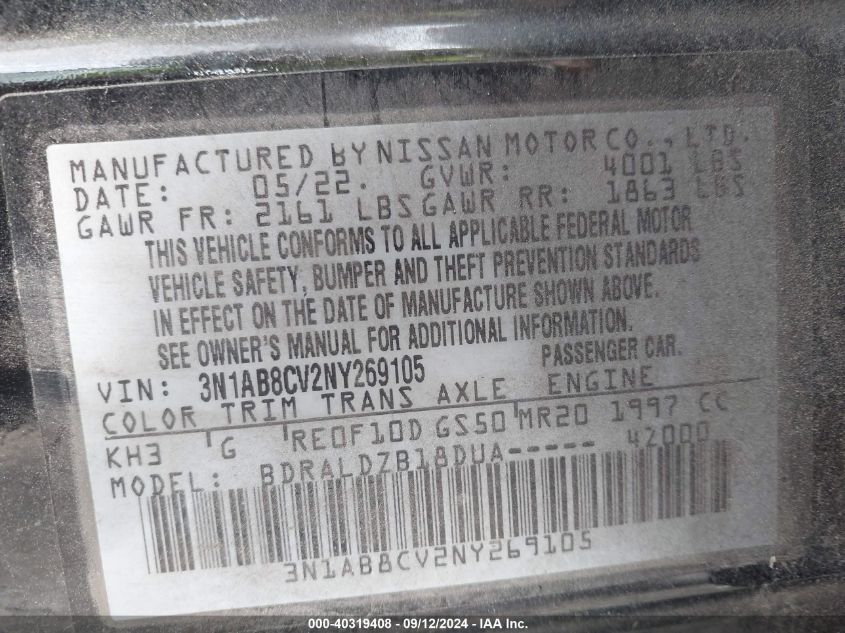 MANUFACTURED BY NISSAN MOTOR CO., LTD.
DATE: 05/22. GVWR: 4001 LBS
GAWR FR: 2161 LBS GAWR RR: 1863 LBS
THIS VEHICLE CONFORMS TO ALL APPLICABLE FEDERAL MOTOR
VEHICLE SAFETY, BUMPER AND THEFT PREVENTION STANDARDS
IN EFFECT ON THE DATE OF MANUFACTURE SHOWN ABOVE.
SEE OWNER'S MANUAL FOR ADDITIONAL INFORMATION.
VIN: 3N1AB8CV2NY269105 PASSENGER CAR.
COLOR TRIM TRANS AXLE ENGINE
KH3 G RE0F10D GS50 MR20 1997 CC
MODEL: BDRALDZB18DUA----- 42000
3N1AB8CV2NY269105
000-40319408 - 09/12/2024 - IAA, Inc.